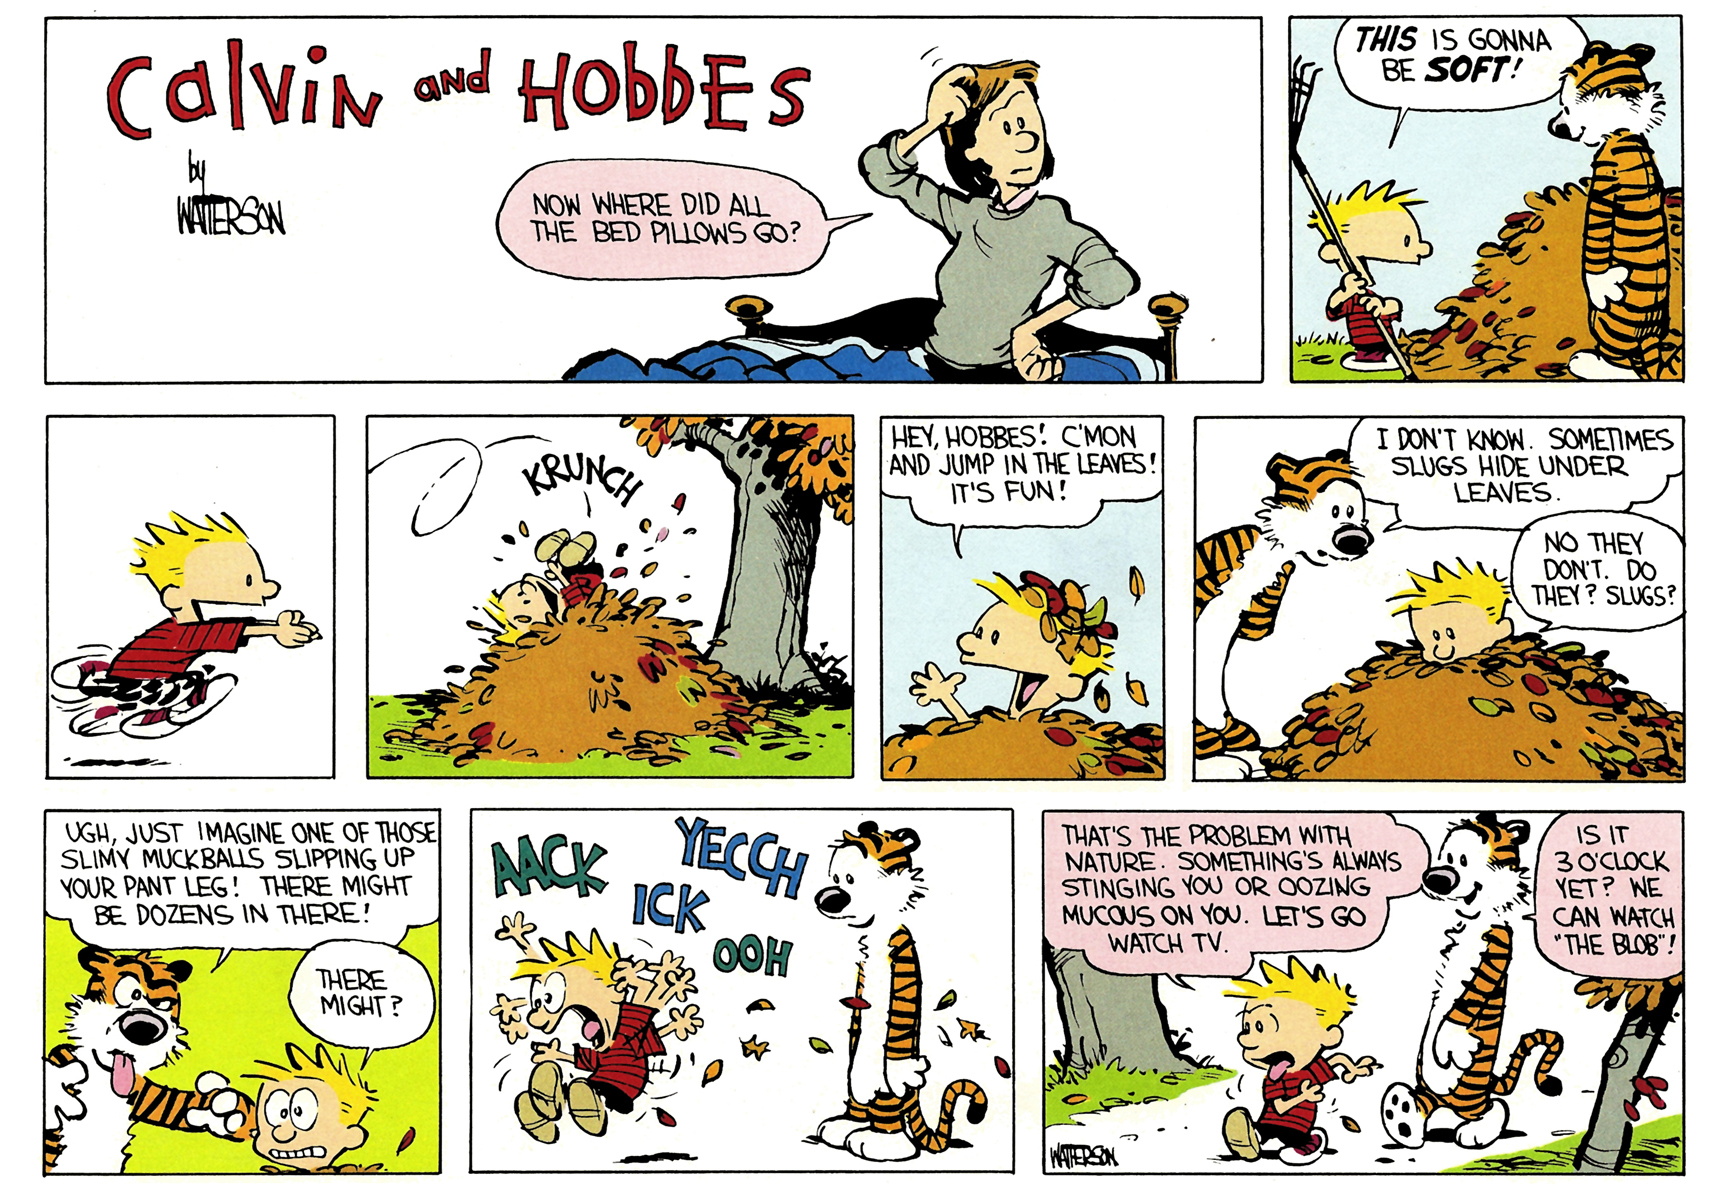 Calvin and Hobbes
by
WATTERSON
NOW WHERE DID ALL
THE BED PILLOWS GO?
THIS IS GONNA
BE SOFT!
KRUNCH
HEY, HOBBES! C'MON
AND JUMP IN THE LEAVES!
IT'S FUN!
I DON'T KNOW. SOMETIMES
SLUGS HIDE UNDER
LEAVES.
NO THEY
DON'T. DO
THEY? SLUGS?
UGH, JUST IMAGINE ONE OF THOSE
SLIMY MUCKBALLS SLIPPING UP
YOUR PANT LEG! THERE MIGHT
BE DOZENS IN THERE!
THERE
MIGHT?
AACK
YECCH
ICK
OOH
THAT'S THE PROBLEM WITH
NATURE. SOMETHING'S ALWAYS
STINGING YOU OR OOZING
MUCOUS ON YOU. LET'S GO
WATCH TV.
IS IT
3 O'CLOCK
YET? WE
CAN WATCH
"THE BLOB"!
WATTERSON